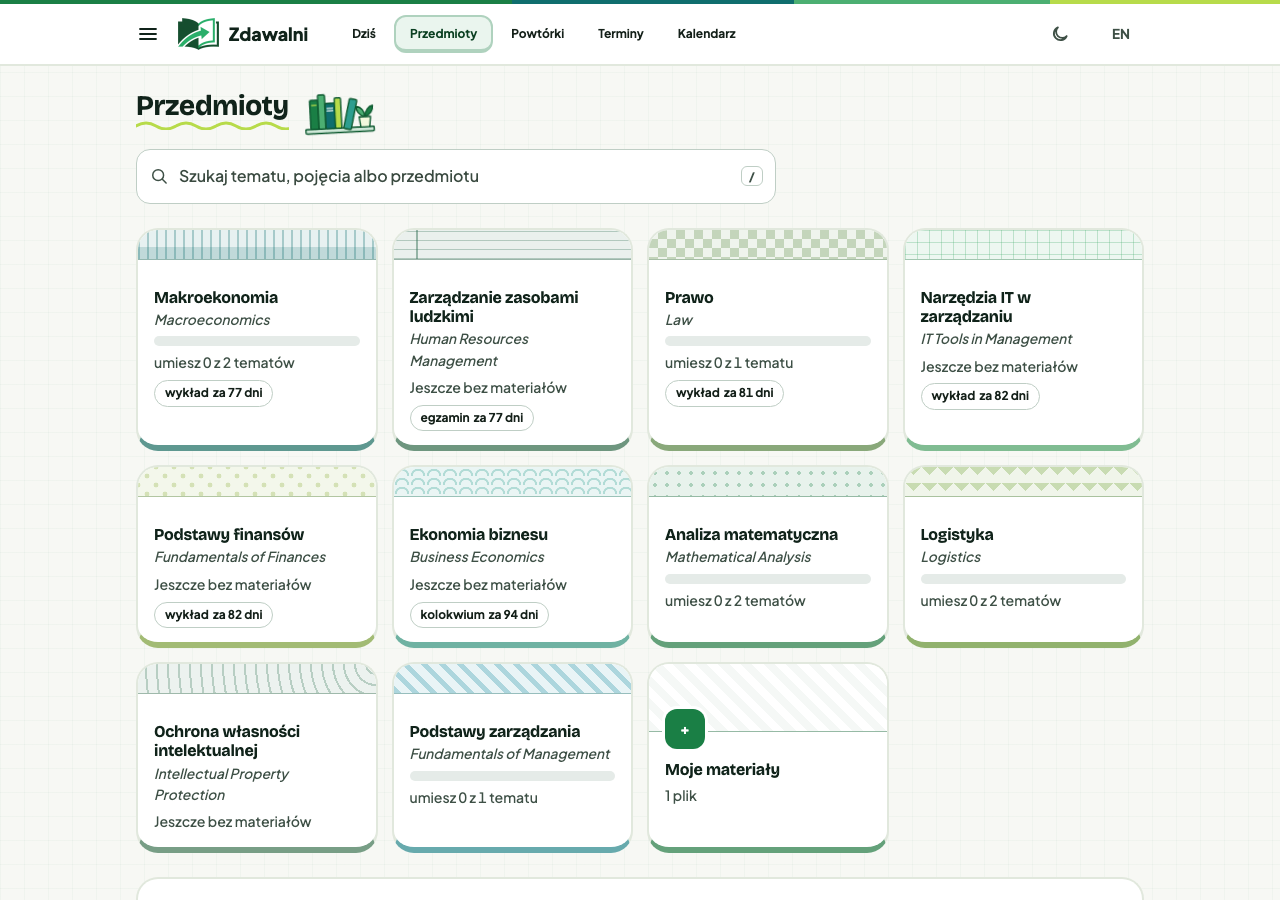 Zdawalni
Dziś
Przedmioty
Powtórki
Terminy
Kalendarz
EN
Przedmioty
Szukaj tematu, pojęcia albo przedmiotu
/
Makroekonomia
Macroeconomics
umiesz 0 z 2 tematów
wykład za 77 dni
Zarządzanie zasobami
ludzkimi
Human Resources
Management
Jeszcze bez materiałów
egzamin za 77 dni
Prawo
Law
umiesz 0 z 1 tematu
wykład za 81 dni
Narzędzia IT w
zarządzaniu
IT Tools in Management
Jeszcze bez materiałów
wykład za 82 dni
Podstawy finansów
Fundamentals of Finances
Jeszcze bez materiałów
wykład za 82 dni
Ekonomia biznesu
Business Economics
Jeszcze bez materiałów
kolokwium za 94 dni
Analiza matematyczna
Mathematical Analysis
umiesz 0 z 2 tematów
Logistyka
Logistics
umiesz 0 z 2 tematów
Ochrona własności
intelektualnej
Intellectual Property
Protection
Jeszcze bez materiałów
Podstawy zarządzania
Fundamentals of Management
umiesz 0 z 1 tematu
+
Moje materiały
1 plik